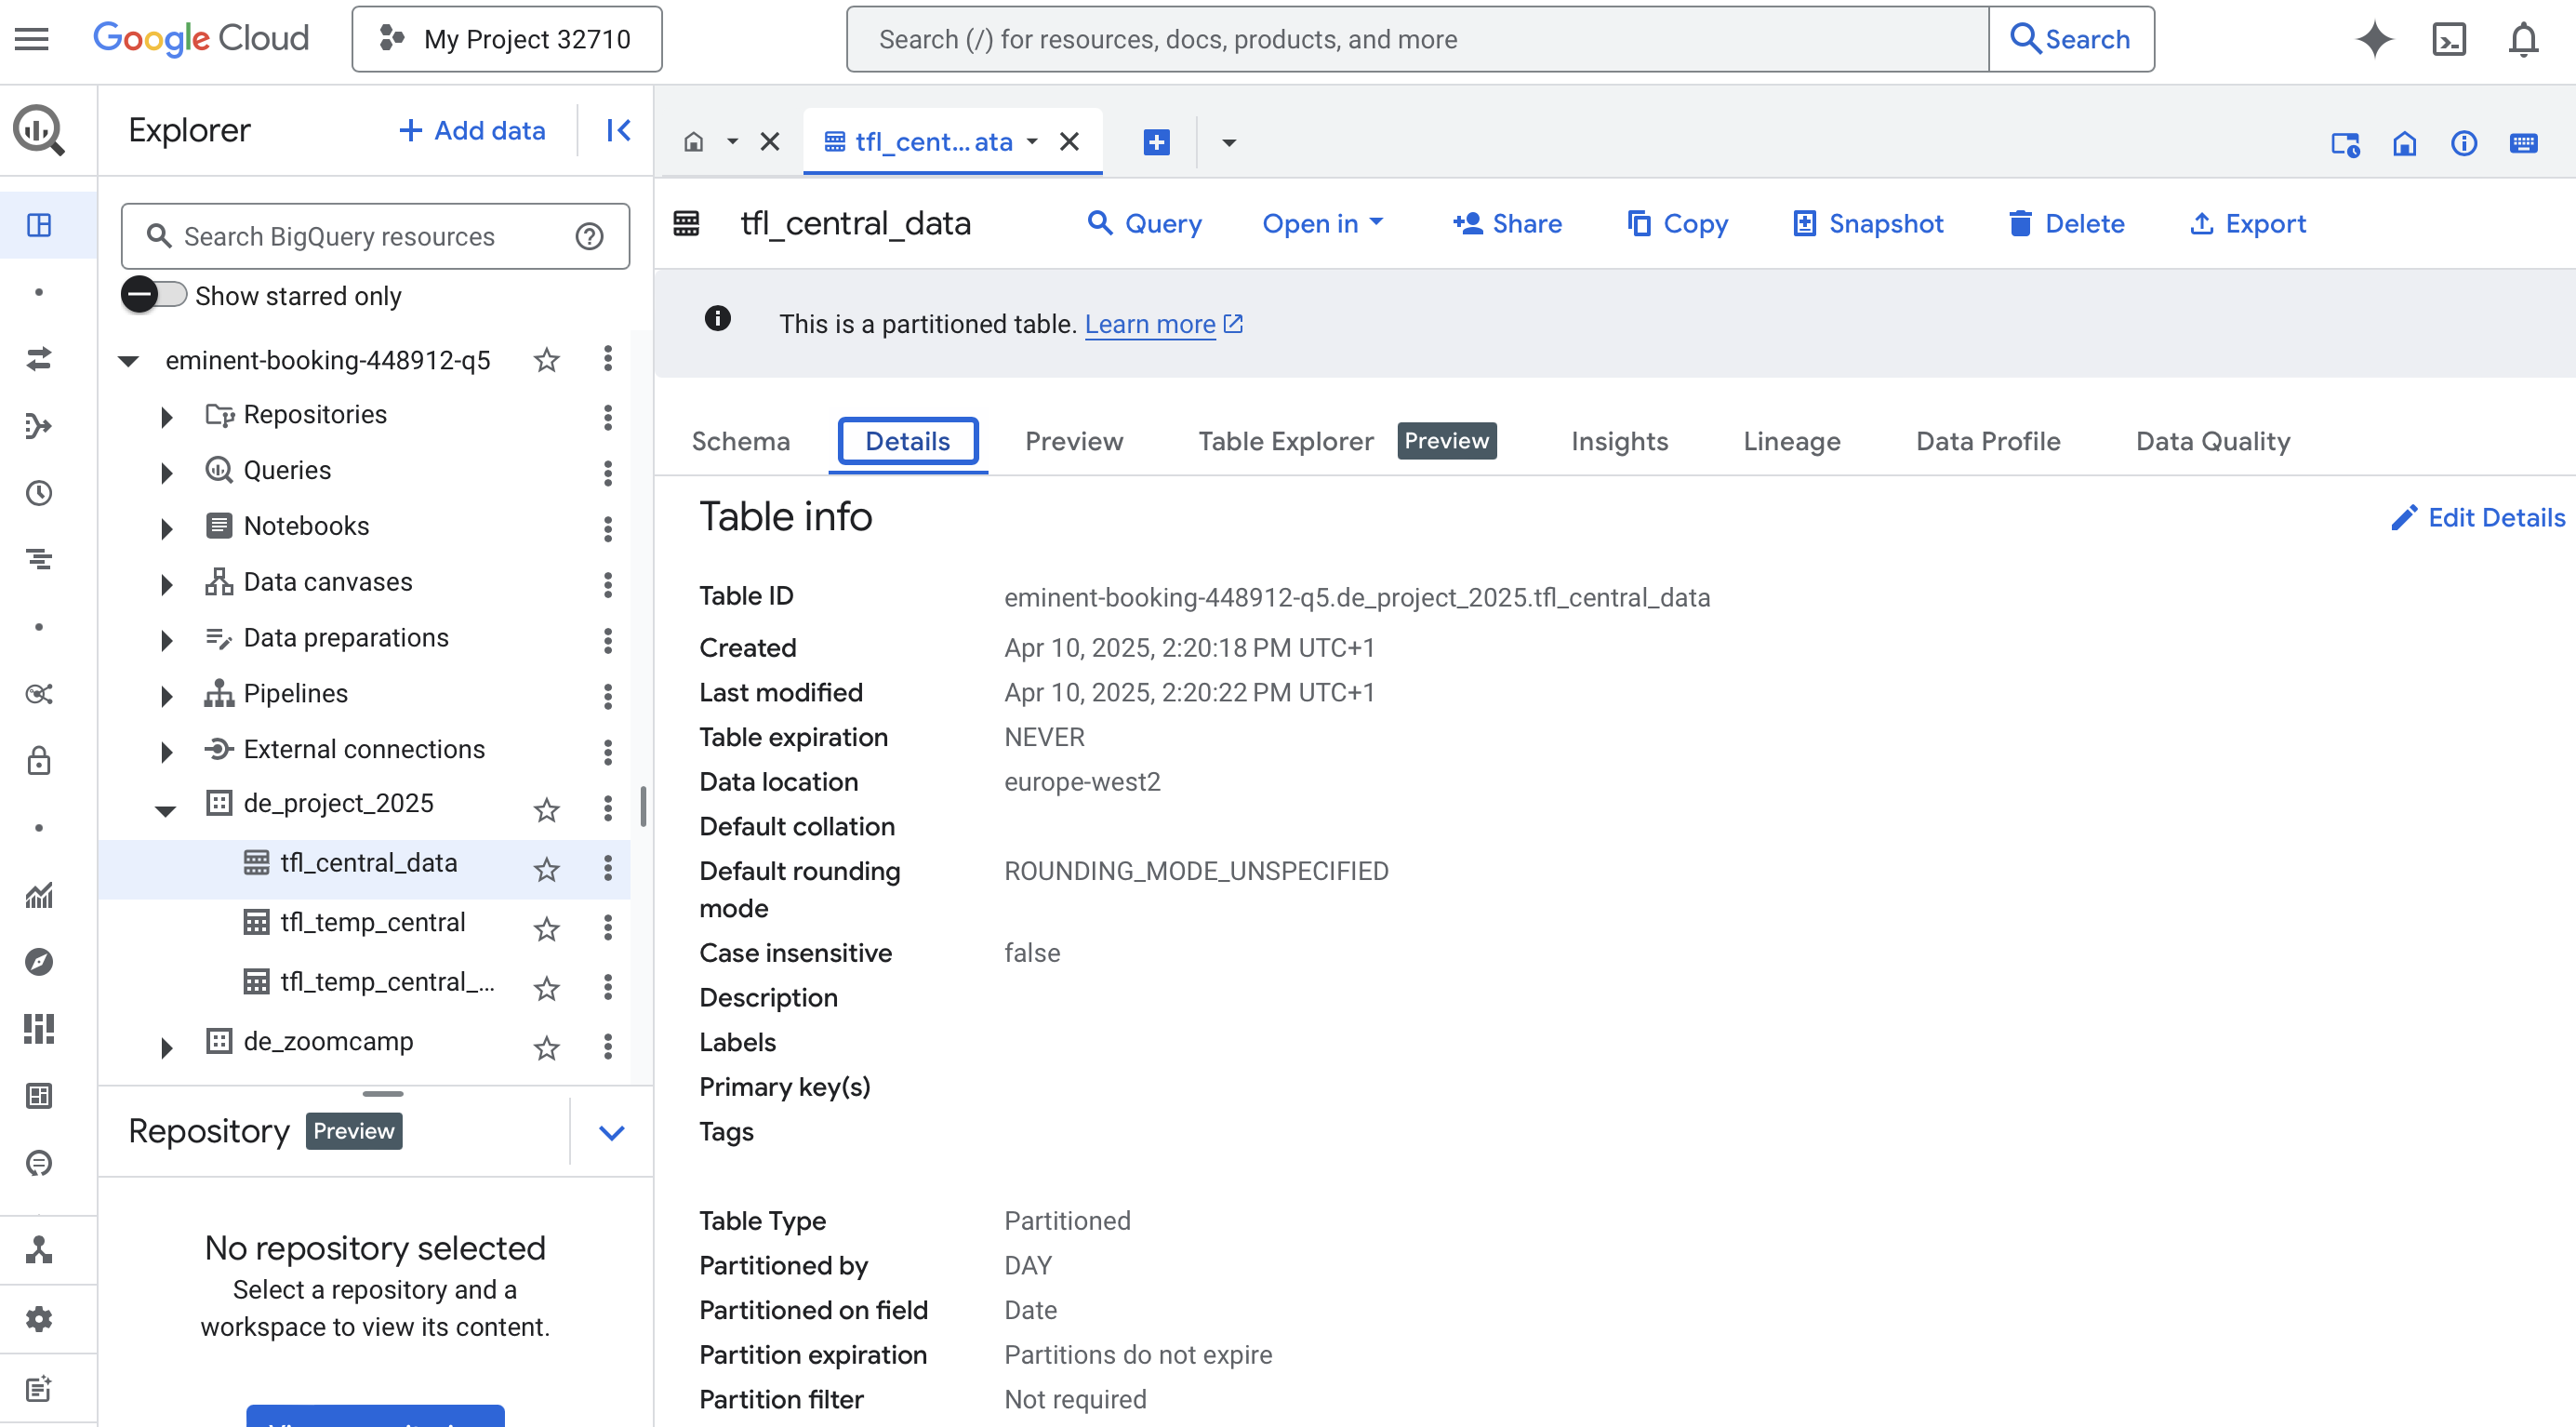 Google Cloud
My Project 32710
Search (/) for resources, docs, products, and more
Search
Explorer
Add data
Search BigQuery resources
Show starred only
eminent-booking-448912-q5
Repositories
Queries
Notebooks
Data canvases
Data preparations
Pipelines
External connections
de_project_2025
tfl_central_data
tfl_temp_central
tfl_temp_central_...
de_zoomcamp
Repository Preview
No repository selected
Select a repository and a
workspace to view its content.
tfl_cent... ata
tfl_central_data
Query
Open in
Share
Copy
Snapshot
Delete
Export
This is a partitioned table. Learn more
Schema
Details
Preview
Table Explorer Preview
Insights
Lineage
Data Profile
Data Quality
Table info
Edit Details
Table ID eminent-booking-448912-q5.de_project_2025.tfl_central_data
Created Apr 10, 2025, 2:20:18 PM UTC+1
Last modified Apr 10, 2025, 2:20:22 PM UTC+1
Table expiration NEVER
Data location europe-west2
Default collation
Default rounding ROUNDING_MODE_UNSPECIFIED
mode
Case insensitive false
Description
Labels
Primary key(s)
Tags
Table Type Partitioned
Partitioned by DAY
Partitioned on field Date
Partition expiration Partitions do not expire
Partition filter Not required